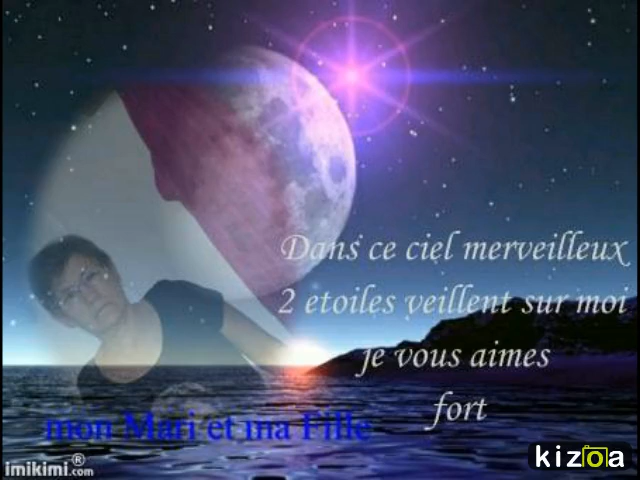 Dans ce ciel merveilleux
2 etoiles veillent sur moi
je vous aimes
fort
mon Mari et ma Fille
imikimi.com®
kizoa